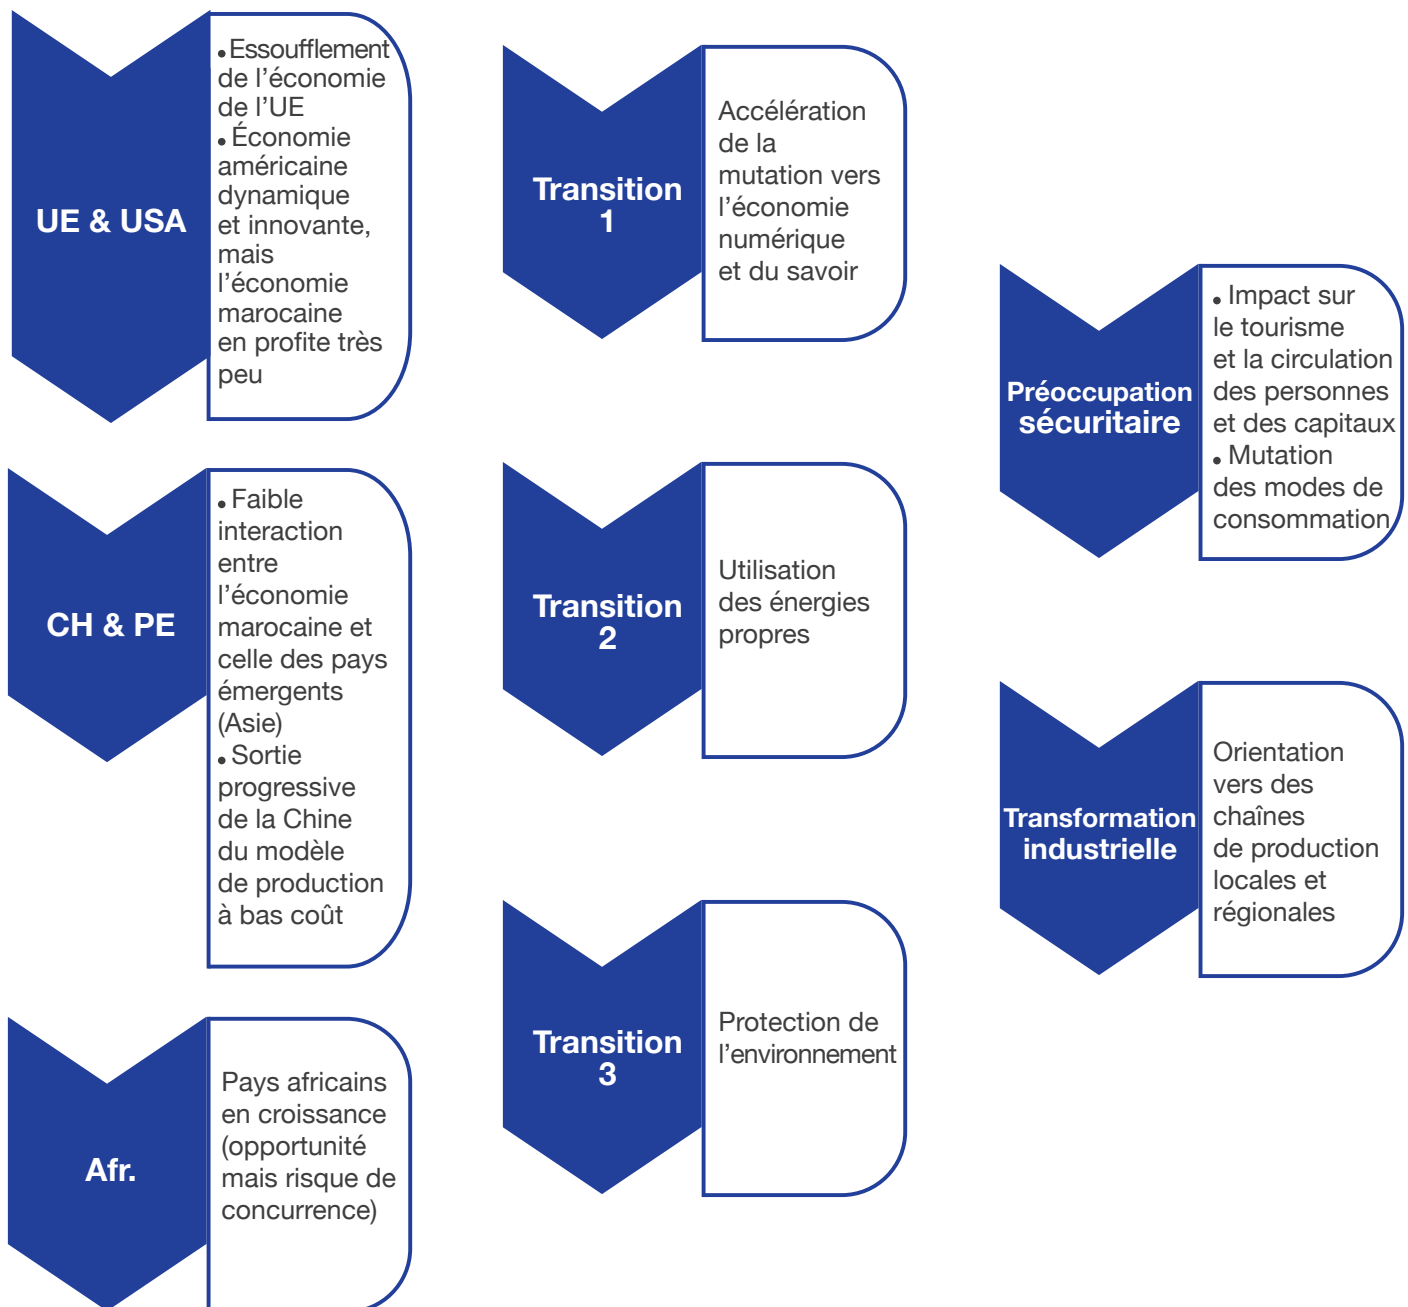 UE & USA
• Essoufflement
de l’économie
de l’UE
• Économie
américaine
dynamique
et innovante,
mais
l’économie
marocaine
en profite très
peu
CH & PE
• Faible
interaction
entre
l’économie
marocaine et
celle des pays
émergents
(Asie)
• Sortie
progressive
de la Chine
du modèle
de production
à bas coût
Afr.
Pays africains
en croissance
(opportunité
mais risque de
concurrence)
Transition
1
Accélération
de la
mutation vers
l’économie
numérique
et du savoir
Transition
2
Utilisation
des énergies
propres
Transition
3
Protection de
l’environnement
Préoccupation
sécuritaire
• Impact sur
le tourisme
et la circulation
des personnes
et des capitaux
• Mutation
des modes de
consommation
Transformation
industrielle
Orientation
vers des
chaînes
de production
locales et
régionales